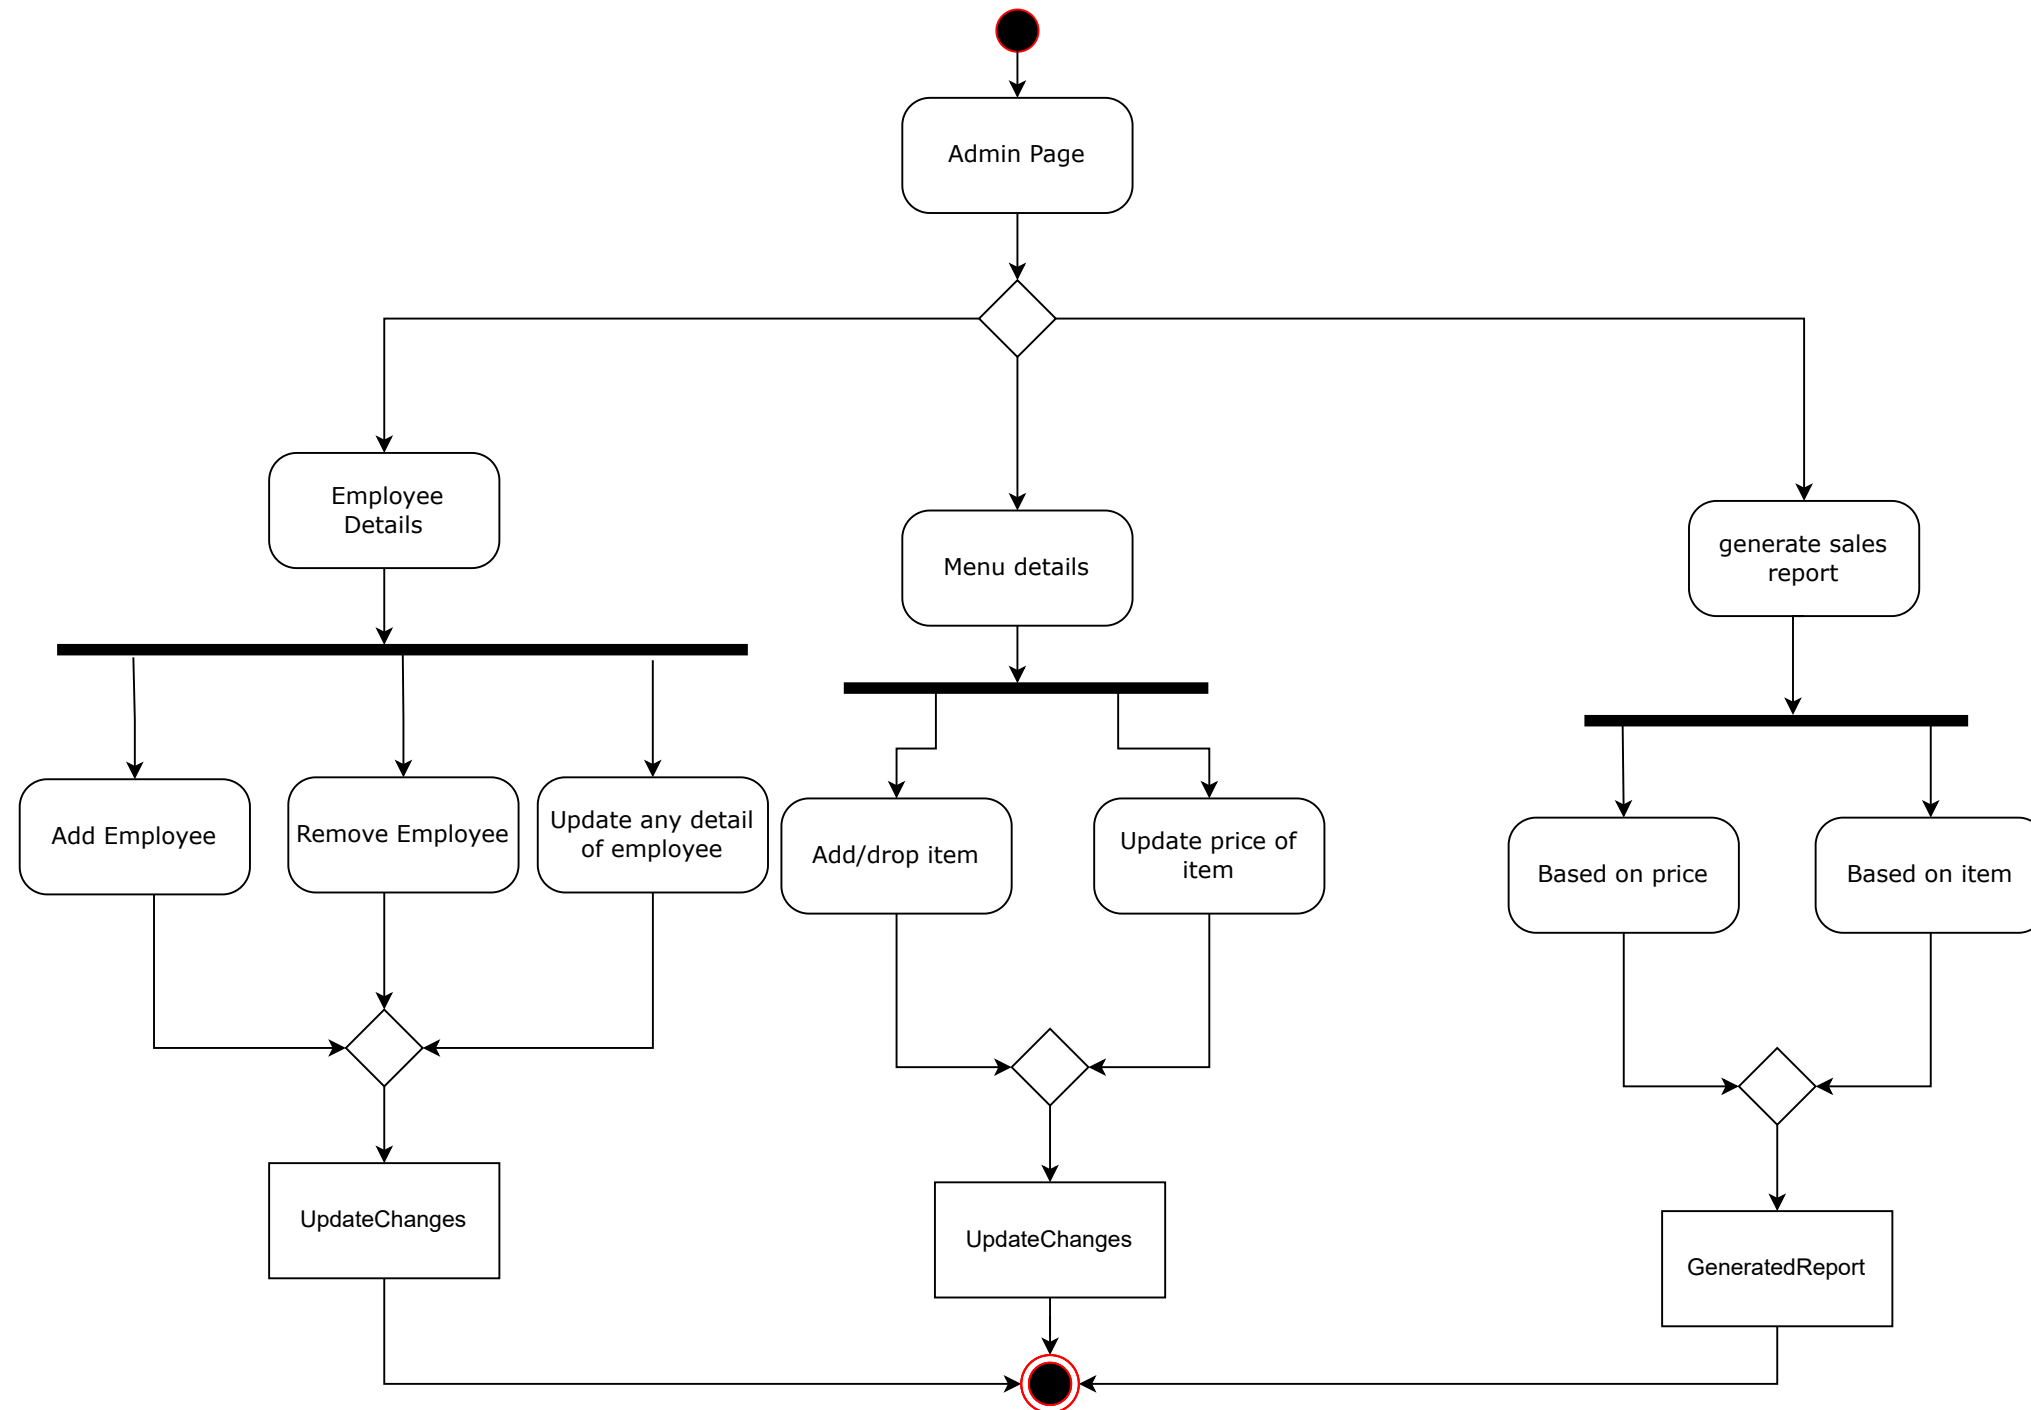 Admin Page
Employee
Details
Menu details
generate sales
report
Add Employee
Remove Employee
Update any detail
of employee
Add/drop item
Update price of
item
Based on price
Based on item
UpdateChanges
UpdateChanges
GeneratedReport